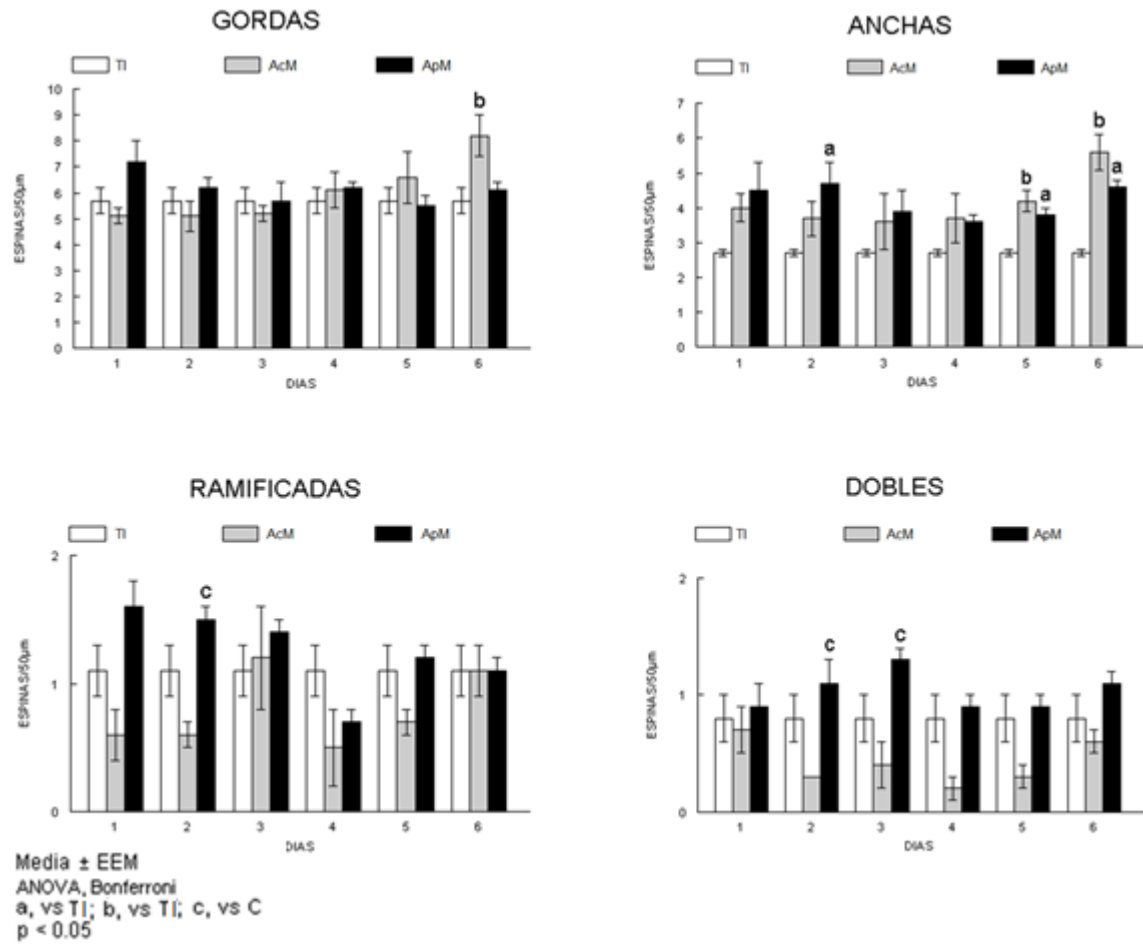 GORDAS
TI AcM ApM
10
9
8
7
6
5
4
3
2
1
0
ESPINAS/50µm
b
1 2 3 4 5 6
DIAS
ANCHAS
TI AcM ApM
7
6
5
4
3
2
1
0
ESPINAS/50µm
a
b
a
b
a
1 2 3 4 5 6
DIAS
RAMIFICADAS
TI AcM ApM
2
1
0
ESPINAS/50µm
c
1 2 3 4 5 6
DIAS
DOBLES
TI AcM ApM
2
1
0
ESPINAS/50µm
c
c
1 2 3 4 5 6
DIAS
Media ± EEM
ANOVA, Bonferroni
a, vs TI; b, vs TI; c, vs C
p < 0.05